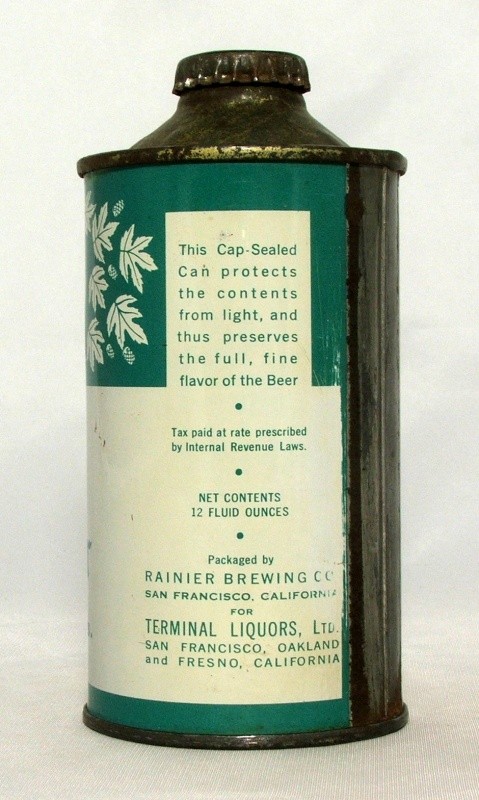 This Cap-Sealed
Can protects
the contents
from light, and
thus preserves
the full, fine
flavor of the Beer
Tax paid at rate prescribed
by Internal Revenue Laws.
NET CONTENTS
12 FLUID OUNCES
Packaged by
RAINIER BREWING CO
SAN FRANCISCO, CALIFORNIA
FOR
TERMINAL LIQUORS, LTD.
SAN FRANCISCO, OAKLAND
and FRESNO, CALIFORNIA